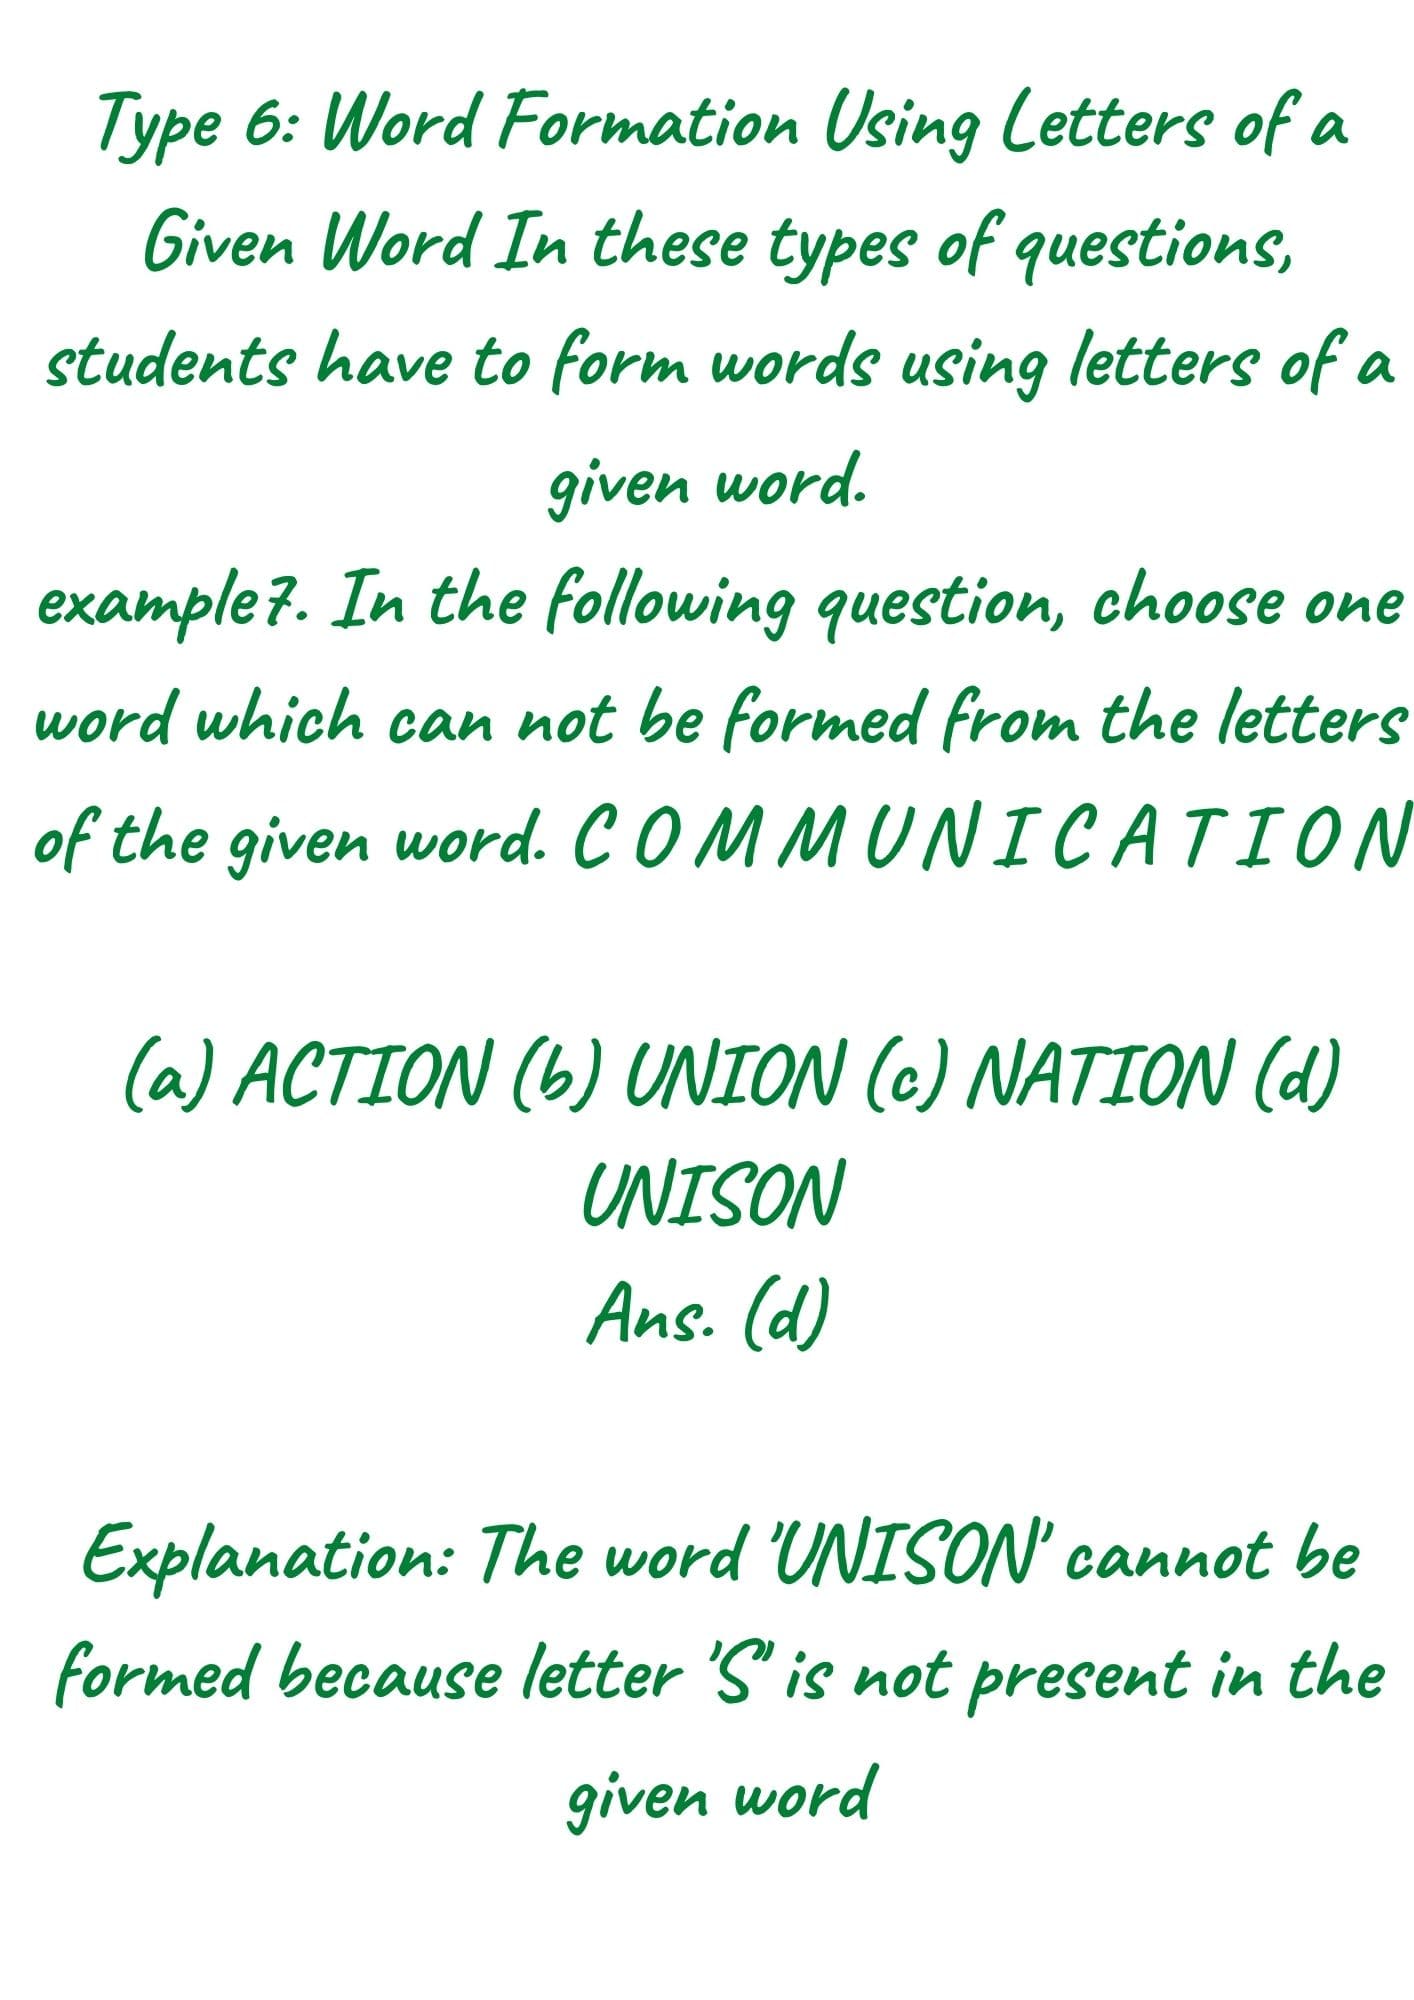 Type 6: Word Formation Using Letters of a
Given Word In these types of questions,
students have to form words using letters of a
given word.
example7. In the following question, choose one
word which can not be formed from the letters
of the given word. C O M M U N I C A T I O N
(a) ACTION (b) UNION (c) NATION (d)
UNISON
Ans. (d)
Explanation: The word 'UNISON' cannot be
formed because letter 'S' is not present in the
given word